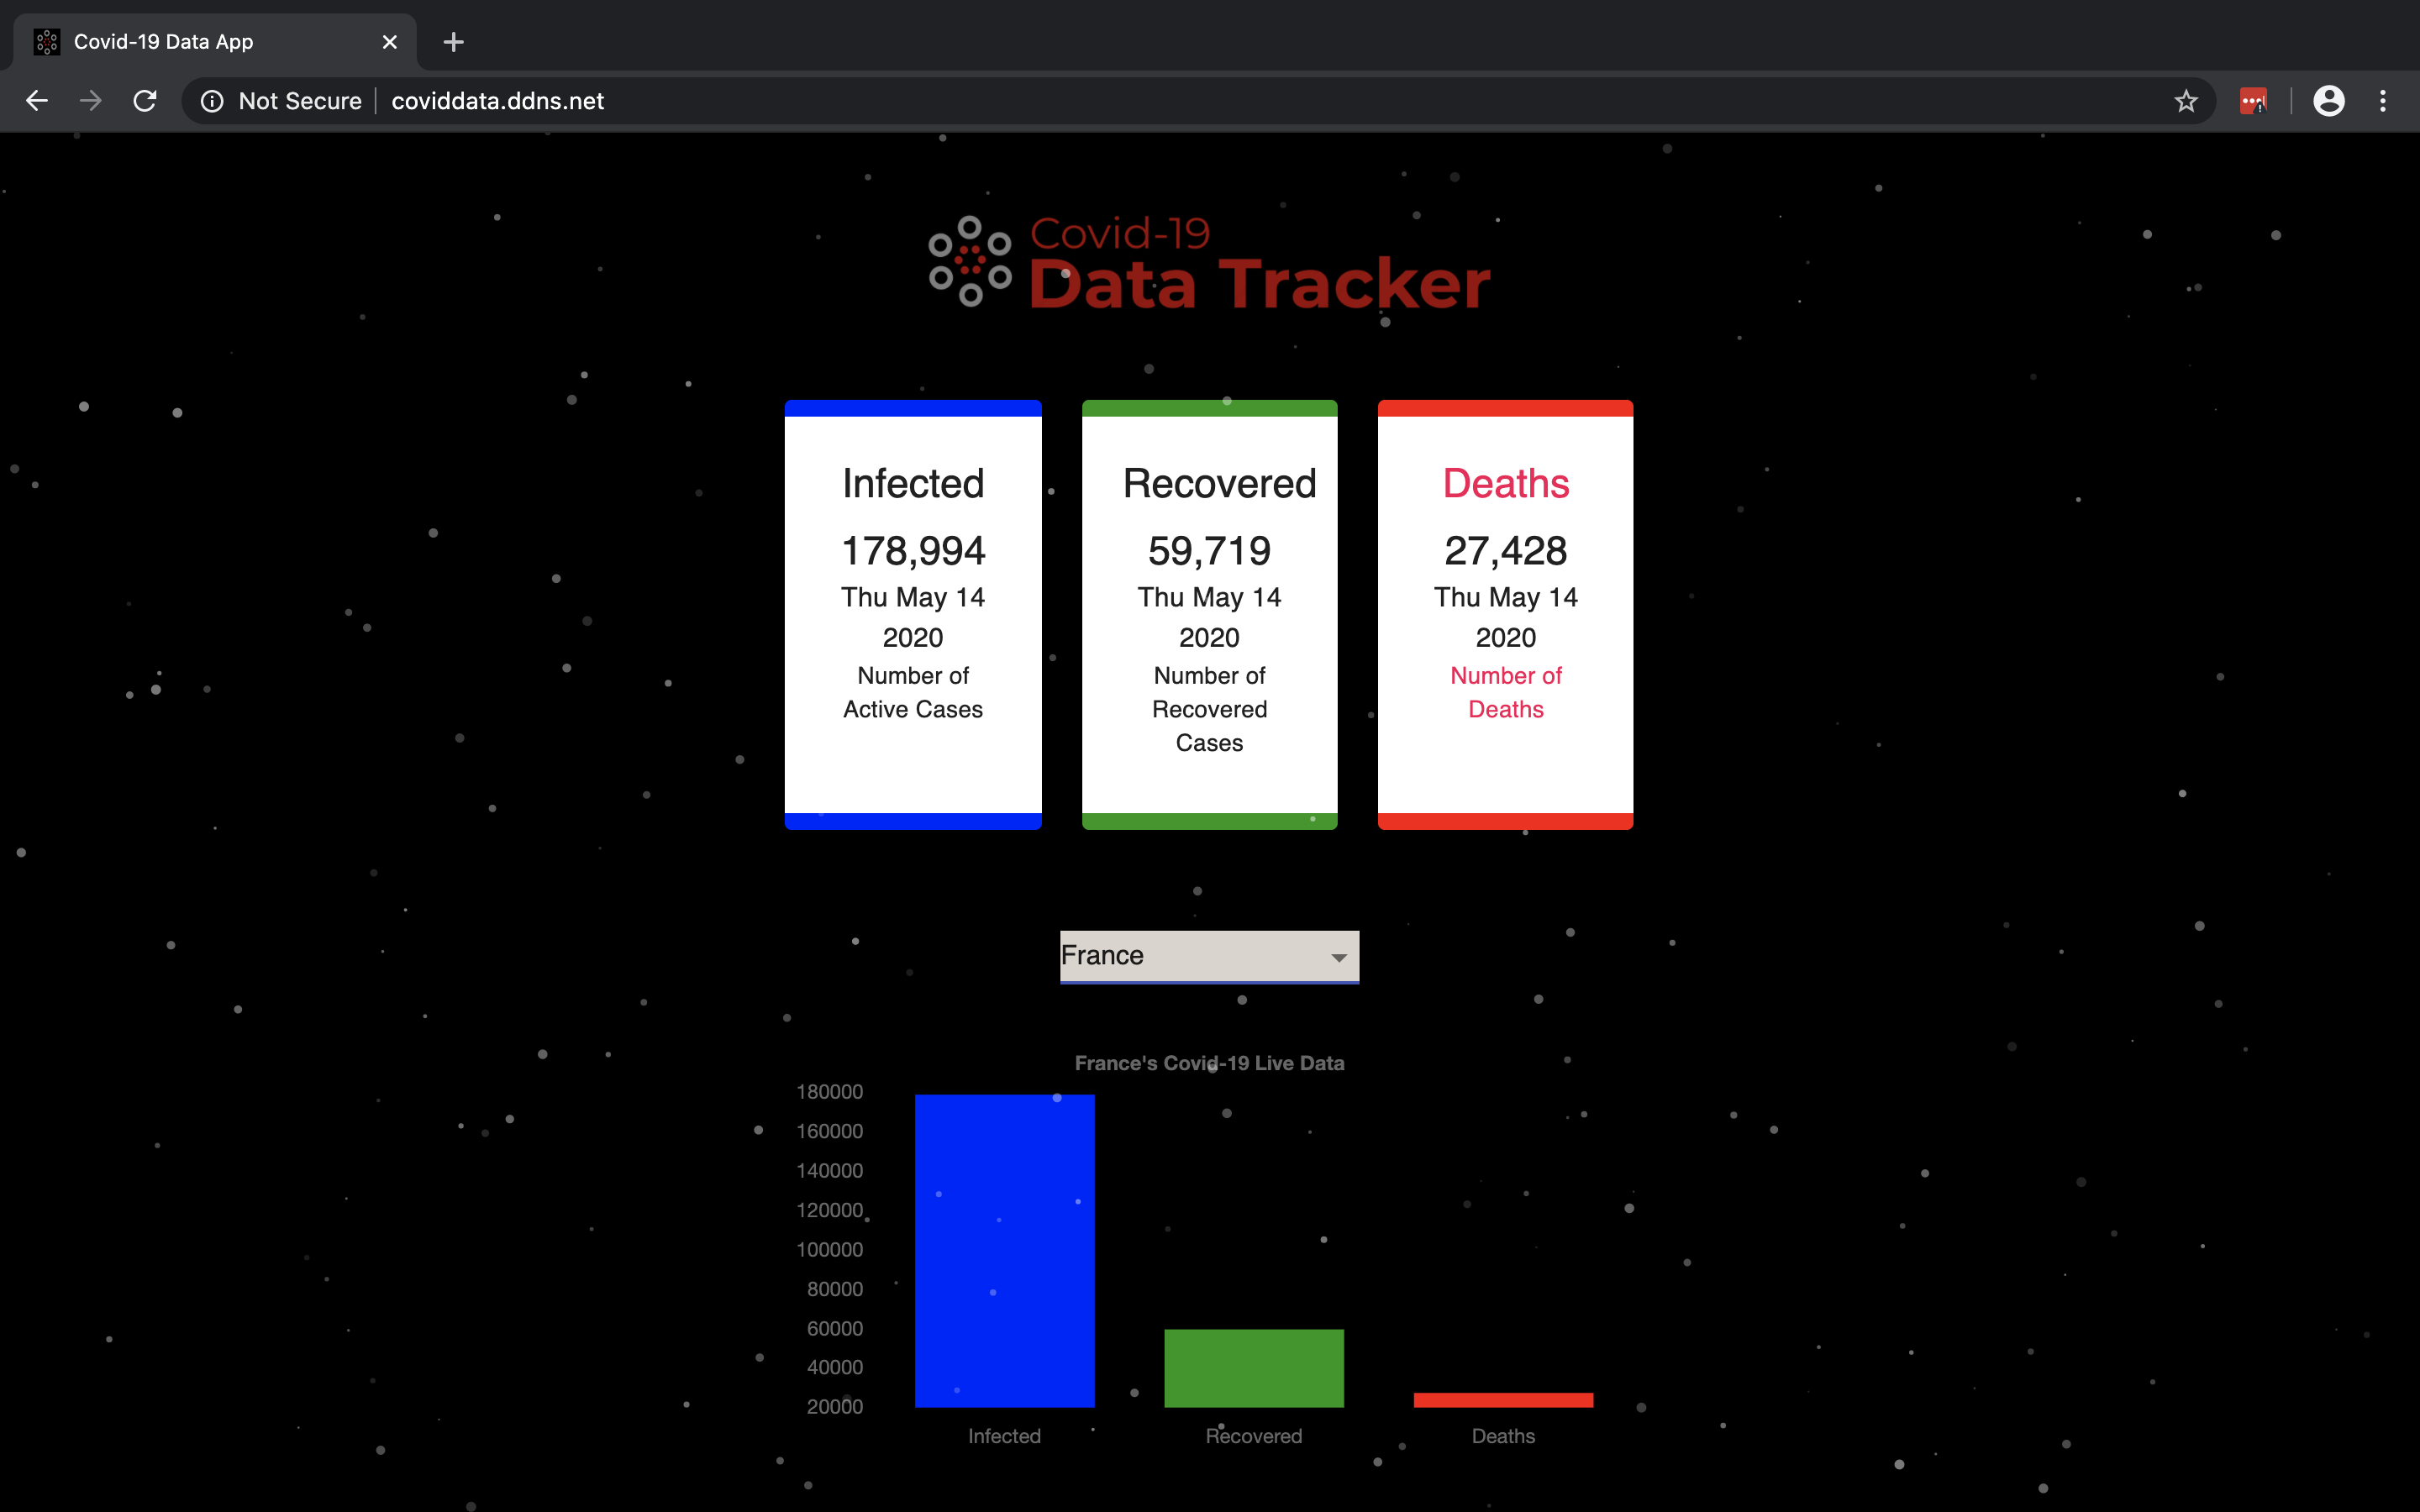 Covid-19 Data App
Not Secure
coviddata.ddns.net
Covid-19
Data Tracker
Infected
178,994
Thu May 14
2020
Number of
Active Cases
Recovered
59,719
Thu May 14
2020
Number of
Recovered
Cases
Deaths
27,428
Thu May 14
2020
Number of
Deaths
France
France's Covid-19 Live Data
180000
160000
140000
120000
100000
80000
60000
40000
20000
Infected
Recovered
Deaths